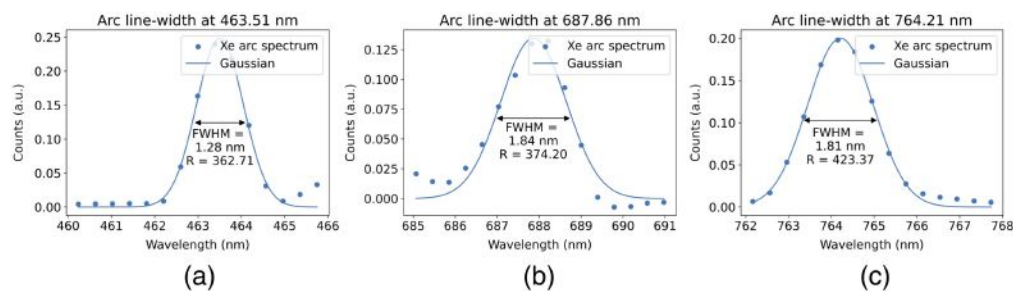 Arc line-width at 463.51 nm
Counts (a.u.)
0.25
0.20
0.15
0.10
0.05
0.00
Xe arc spectrum
Gaussian
FWHM =
1.28 nm
R = 362.71
460 461 462 463 464 465 466
Wavelength (nm)
(a)
Arc line-width at 687.86 nm
Counts (a.u.)
0.125
0.100
0.075
0.050
0.025
0.000
Xe arc spectrum
Gaussian
FWHM =
1.84 nm
R = 374.20
685 686 687 688 689 690 691
Wavelength (nm)
(b)
Arc line-width at 764.21 nm
Counts (a.u.)
0.20
0.15
0.10
0.05
0.00
Xe arc spectrum
Gaussian
FWHM =
1.81 nm
R = 423.37
762 763 764 765 766 767 768
Wavelength (nm)
(c)